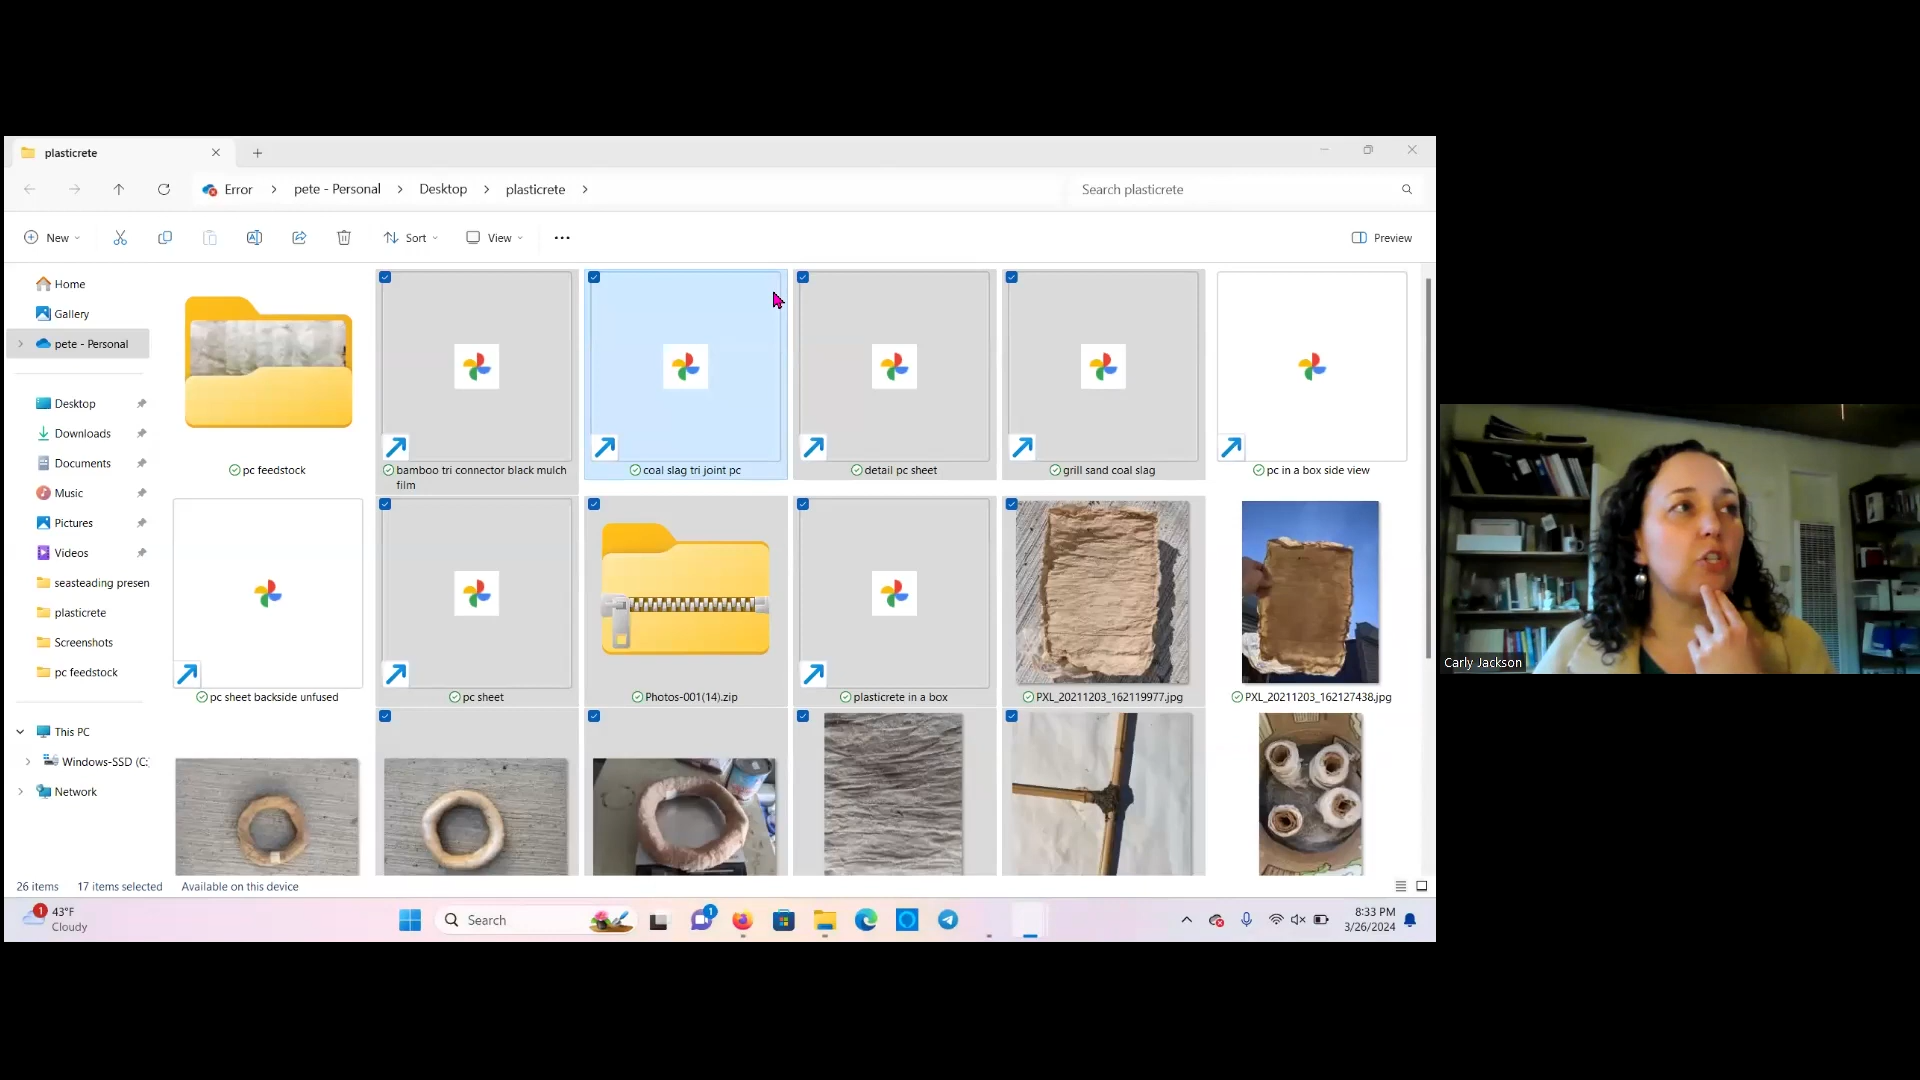 plasticrete
Error
pete - Personal
Desktop
plasticrete
Search plasticrete
New
Sort
View
Preview
Home
Gallery
pete - Personal
Desktop
Downloads
Documents
Music
Pictures
Videos
seasteading presen
plasticrete
Screenshots
pc feedstock
This PC
Windows-SSD (C:
Network
pc feedstock
bamboo tri connector black mulch
film
coal slag tri joint pc
detail pc sheet
grill sand coal slag
pc in a box side view
pc sheet backside unfused
pc sheet
Photos-001(14).zip
plasticrete in a box
PXL_20211203_162119977.jpg
PXL_20211203_162127438.jpg
26 items
17 items selected
Available on this device
1
43°F
Cloudy
Search
1
8:33 PM
3/26/2024
Carly Jackson